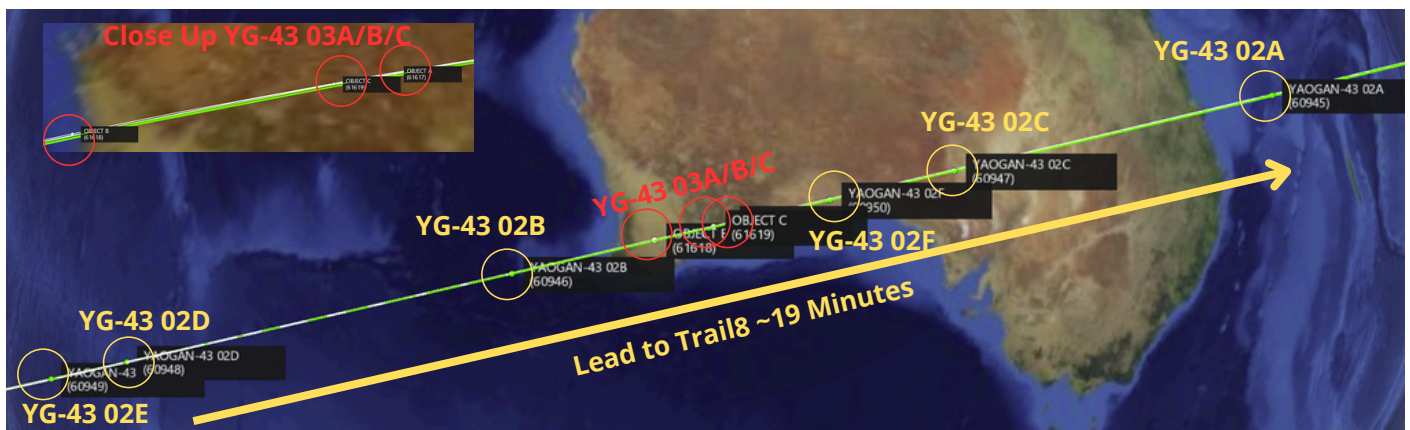 Close Up YG-43 03A/B/C
OBJECT A
(61617)
OBJECT C
(61619)
OBJECT B
(61618)
YG-43 02A
YAOGAN-43 02A
(60945)
YG-43 02C
YAOGAN-43 02C
(60947)
YG-43 03A/B/C
YAOGAN-43 02F
YG-43 02F
OBJECT C
(61619)
OBJECT
(61618)
YG-43 02B
YAOGAN-43 02B
(60946)
YG-43 02D
YAOGAN-43 02D
(60948)
YAOGAN-43
(60949)
YG-43 02E
Lead to Trail8 ~19 Minutes